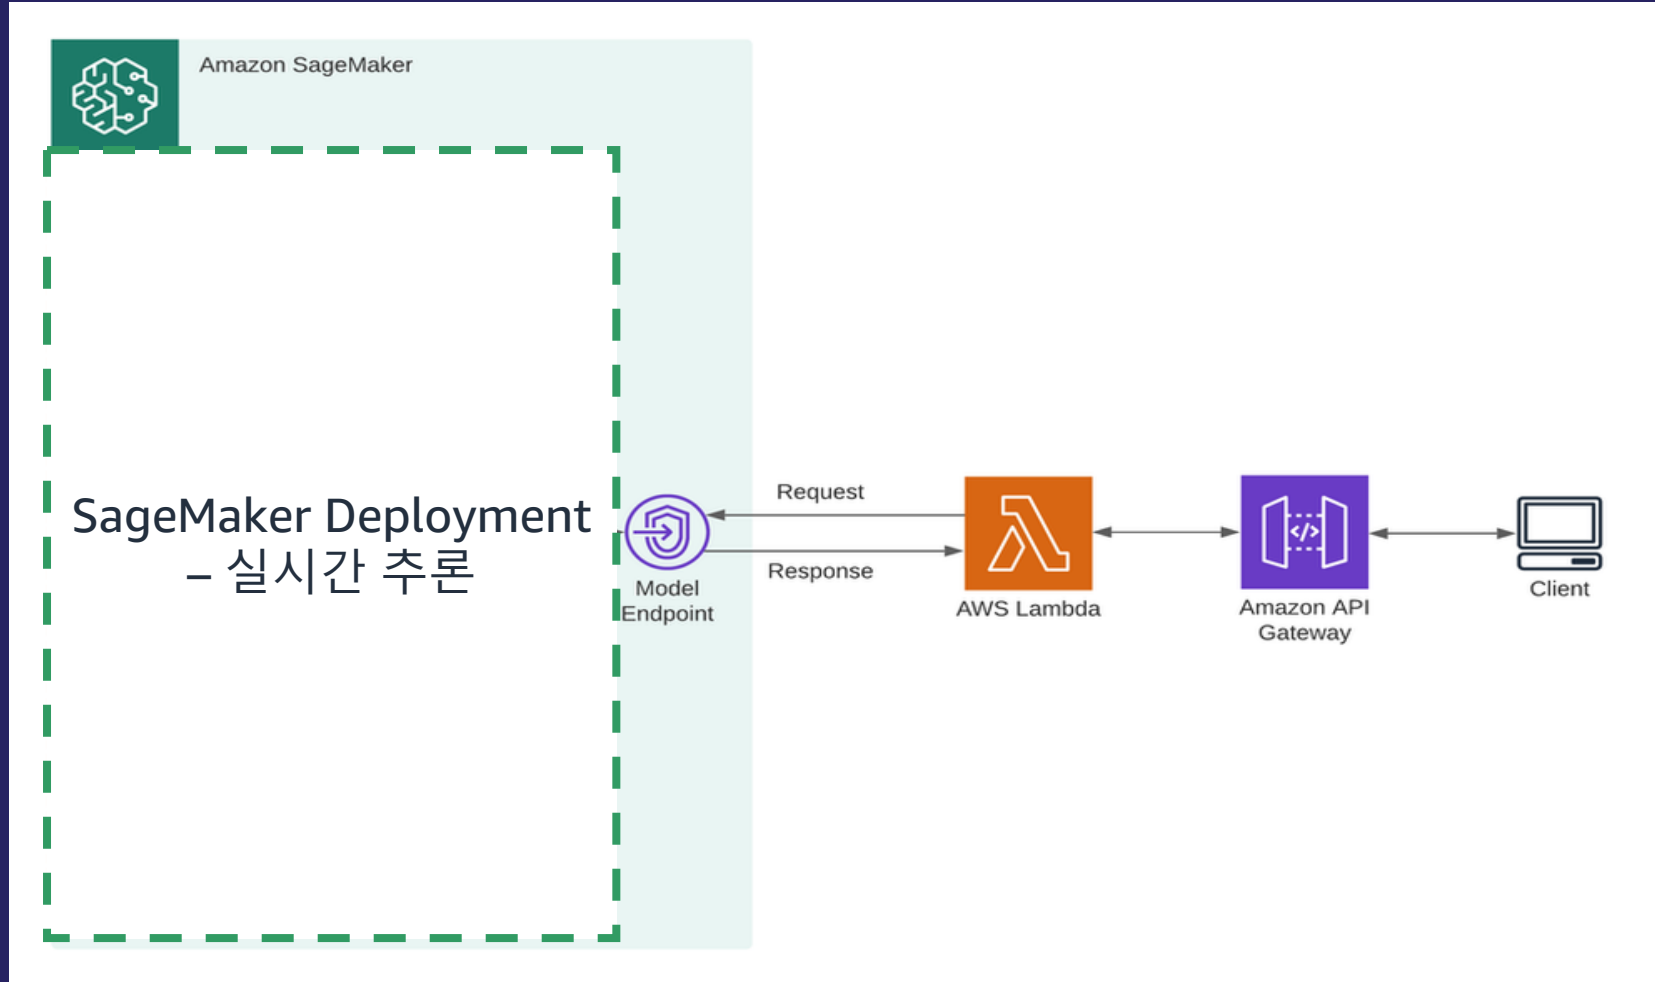 Amazon SageMaker
SageMaker Deployment
– 실시간 추론
Model
Endpoint
Request
Response
AWS Lambda
</>
Amazon API
Gateway
Client